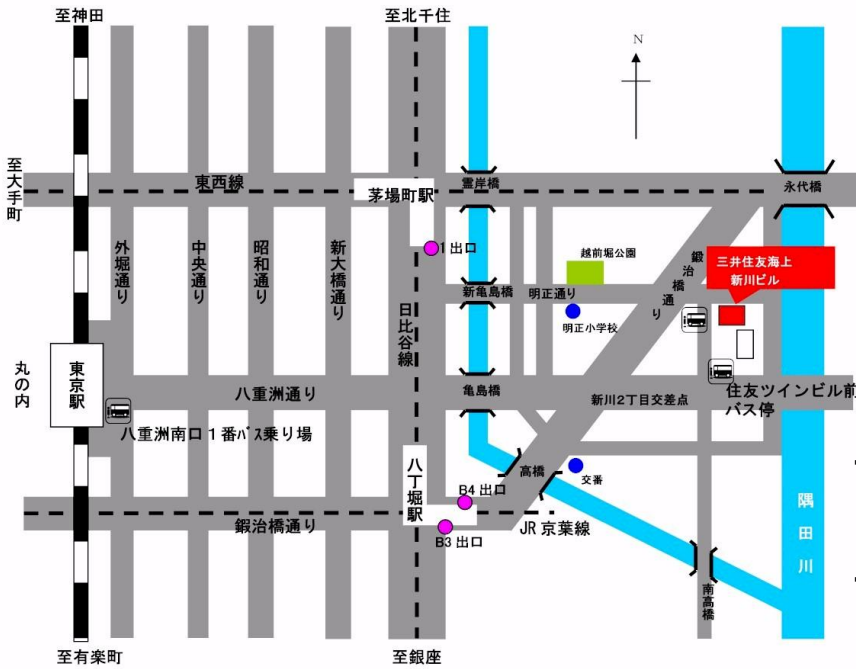 至神田
至北千住
N
至大手町
東西線
茅場町駅
霊岸橋
永代橋
外堀通り
中央通り
昭和通り
新大橋通り
1出口
越前堀公園
鍛治橋通り
三井住友海上
新川ビル
新亀島橋
明正通り
日比谷線
明正小学校
丸の内
東京駅
八重洲通り
亀島橋
新川2丁目交差点
住友ツインビル前
バス停
八重洲南口1番バス乗り場
八丁堀駅
高橋
交番
B4出口
鍛治橋通り
JR京葉線
B3出口
隅田川
南高橋
至有楽町
至銀座